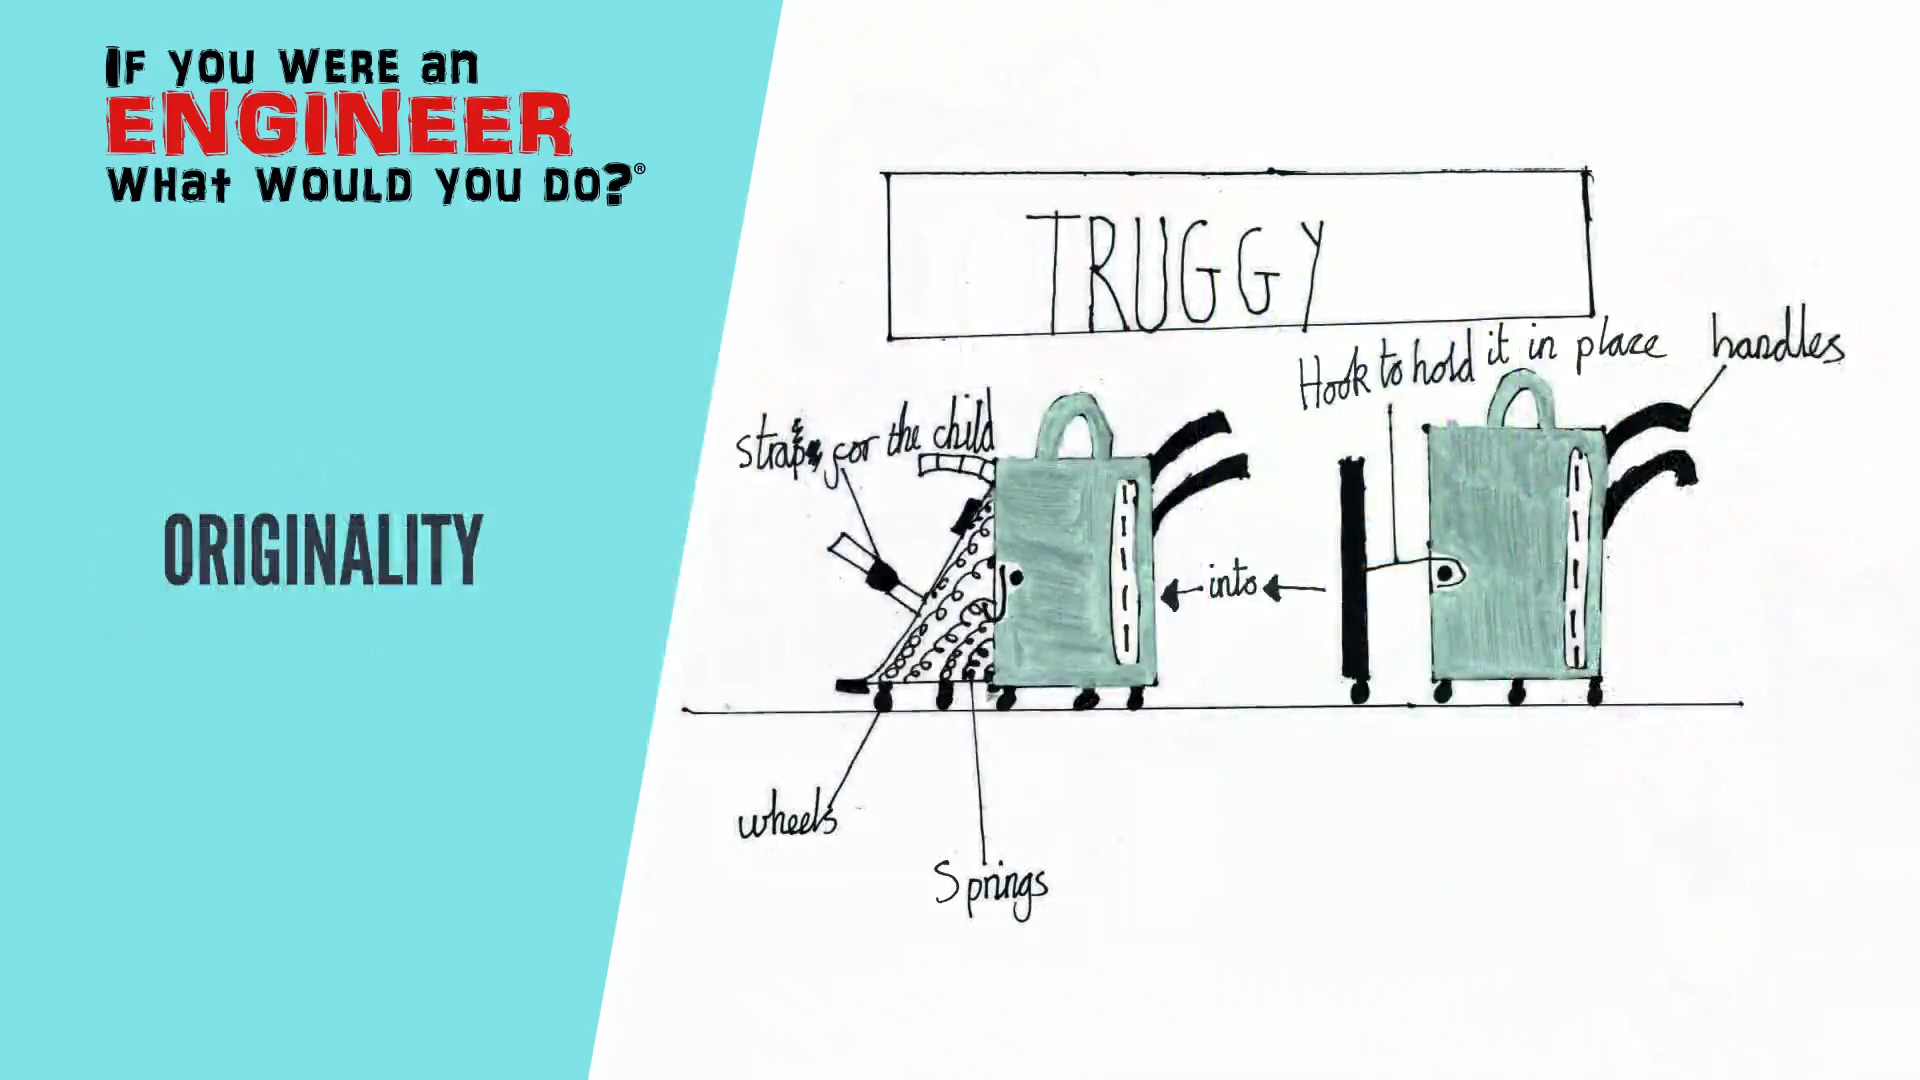 IF YOU WERE an
ENGINEER
WHat WOULD YOU DO?®
ORIGINALITY
TRUGGY
Hook to hold it in place
handles
straps for the child
into
wheels
Springs